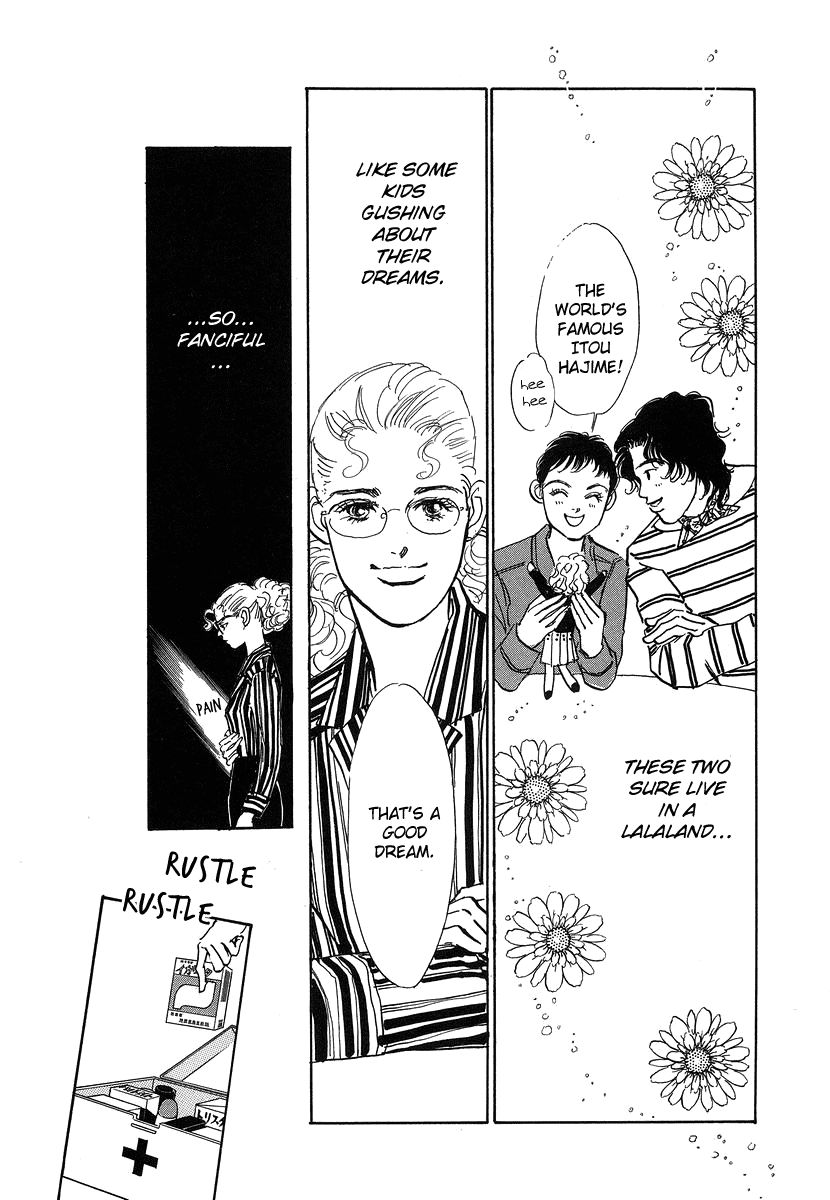 THE
WORLD'S
FAMOUS
ITOU
HAJIME!
hee
hee
THESE TWO
SURE LIVE
IN A
LALALAND...
LIKE SOME
KIDS
GUSHING
ABOUT
THEIR
DREAMS.
THAT'S A
GOOD
DREAM.
...SO...
FANCIFUL
...
PAIN
RUSTLE
RUSTLE